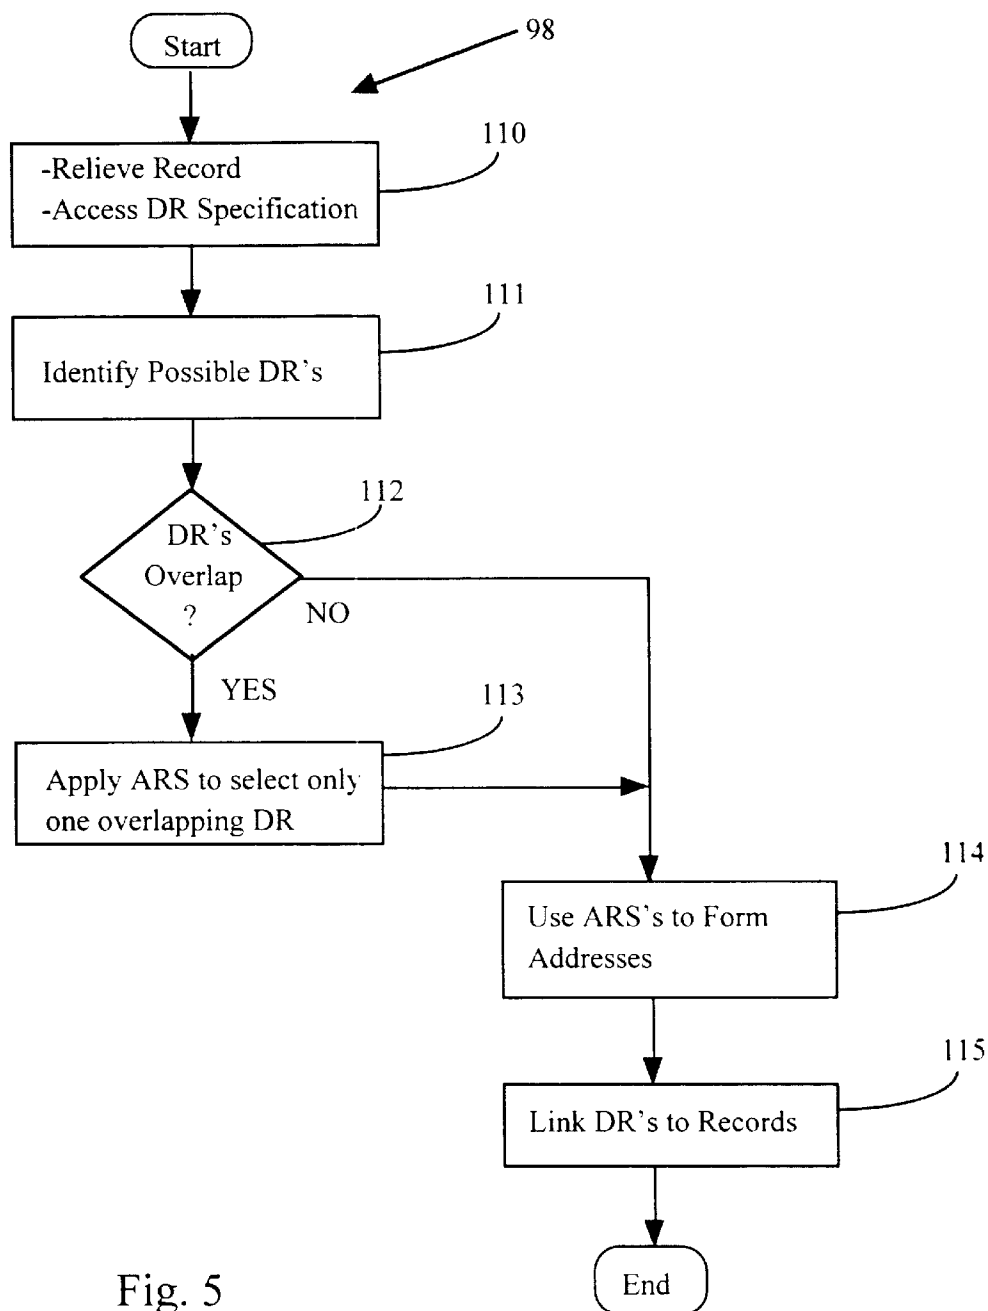 Start
98
110
-Relieve Record
-Access DR Specification
111
Identify Possible DR's
112
DR's
Overlap
?
NO
YES
113
Apply ARS to select only
one overlapping DR
114
Use ARS's to Form
Addresses
115
Link DR's to Records
End
Fig. 5